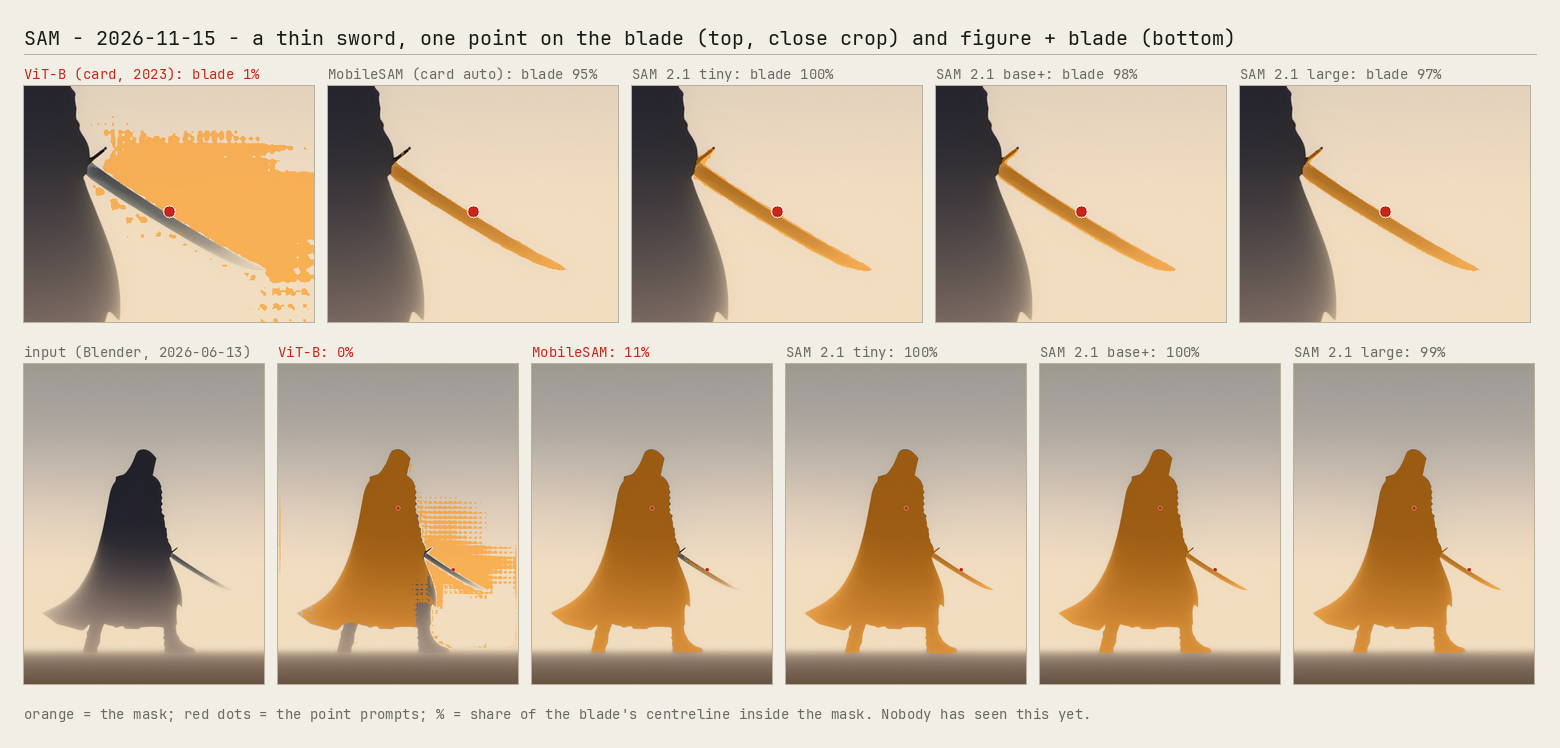 SAM - 2026-11-15 - a thin sword, one point on the blade (top, close crop) and figure + blade (bottom)
ViT-B (card, 2023): blade 1%
MobileSAM (card auto): blade 95%
SAM 2.1 tiny: blade 100%
SAM 2.1 base+: blade 98%
SAM 2.1 large: blade 97%
input (Blender, 2026-06-13)
ViT-B: 0%
MobileSAM: 11%
SAM 2.1 tiny: 100%
SAM 2.1 base+: 100%
SAM 2.1 large: 99%
orange = the mask; red dots = the point prompts; % = share of the blade's centreline inside the mask. Nobody has seen this yet.